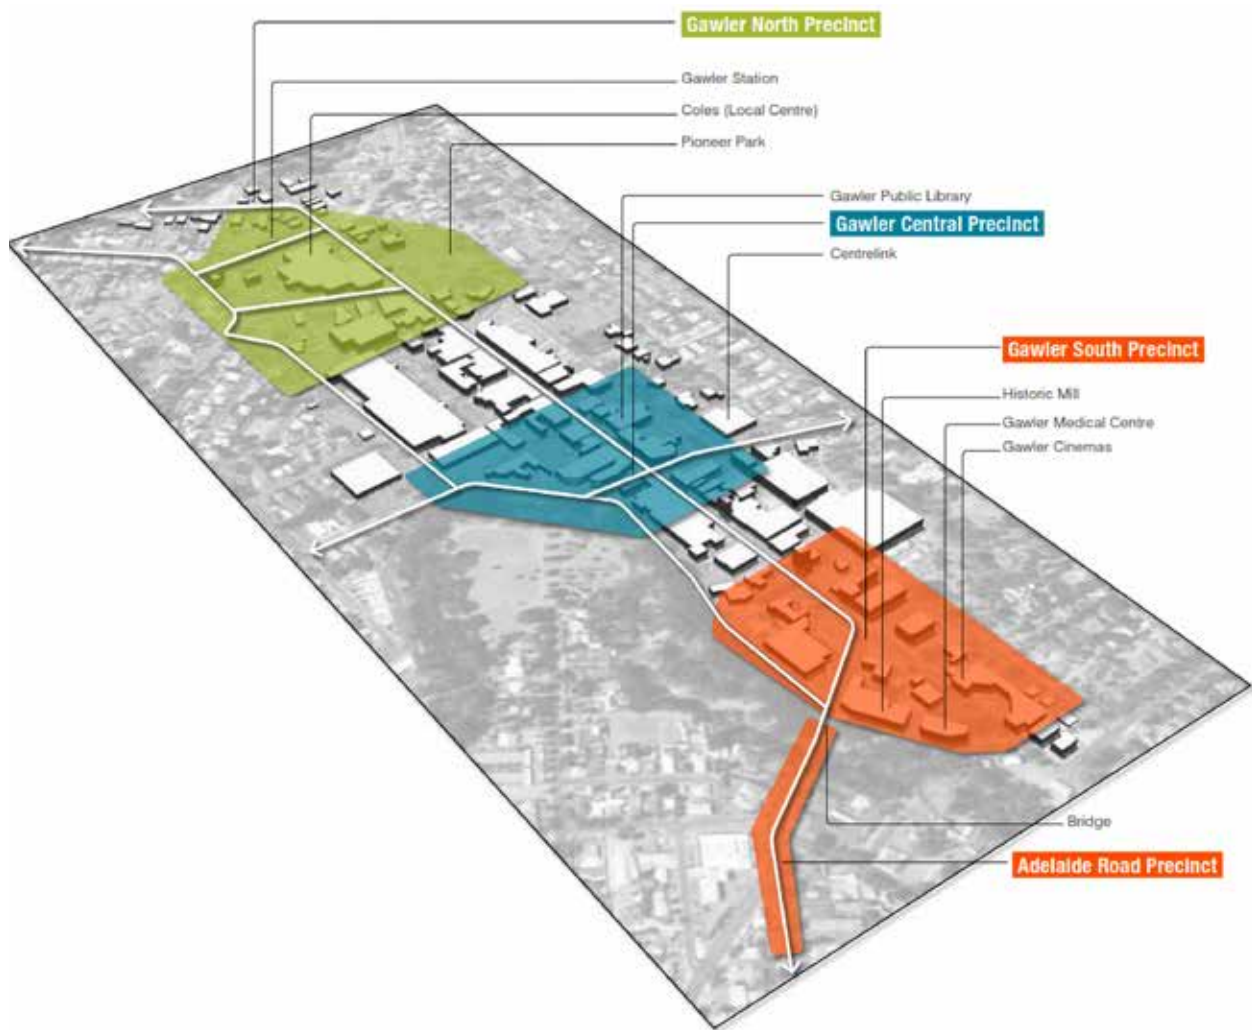 Gawler North Precinct
Gawler Station
Coles (Local Centre)
Pioneer Park
Gawler Public Library
Gawler Central Precinct
Centrelink
Gawler South Precinct
Historic Mill
Gawler Medical Centre
Gawler Cinemas
Bridge
Adelaide Road Precinct